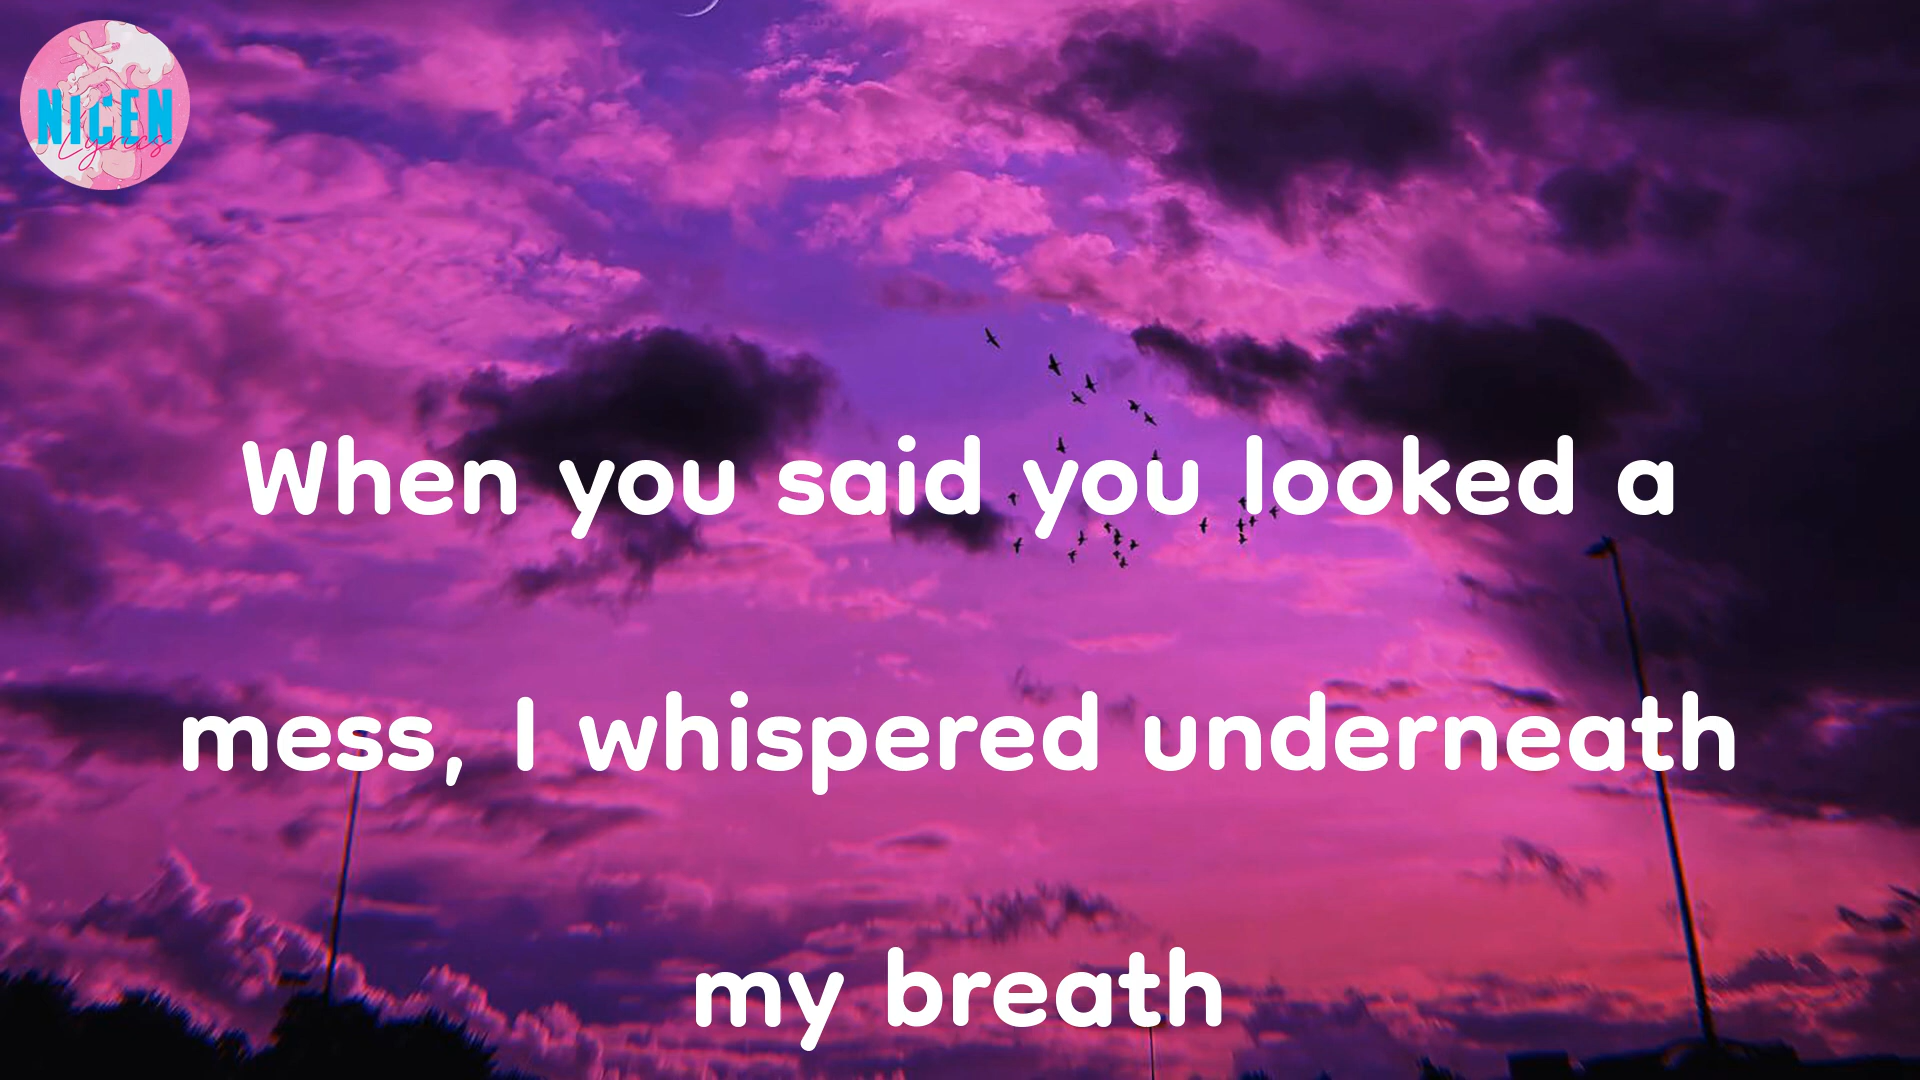 NICEN
Lyrics
When you said you looked a
mess, I whispered underneath
my breath